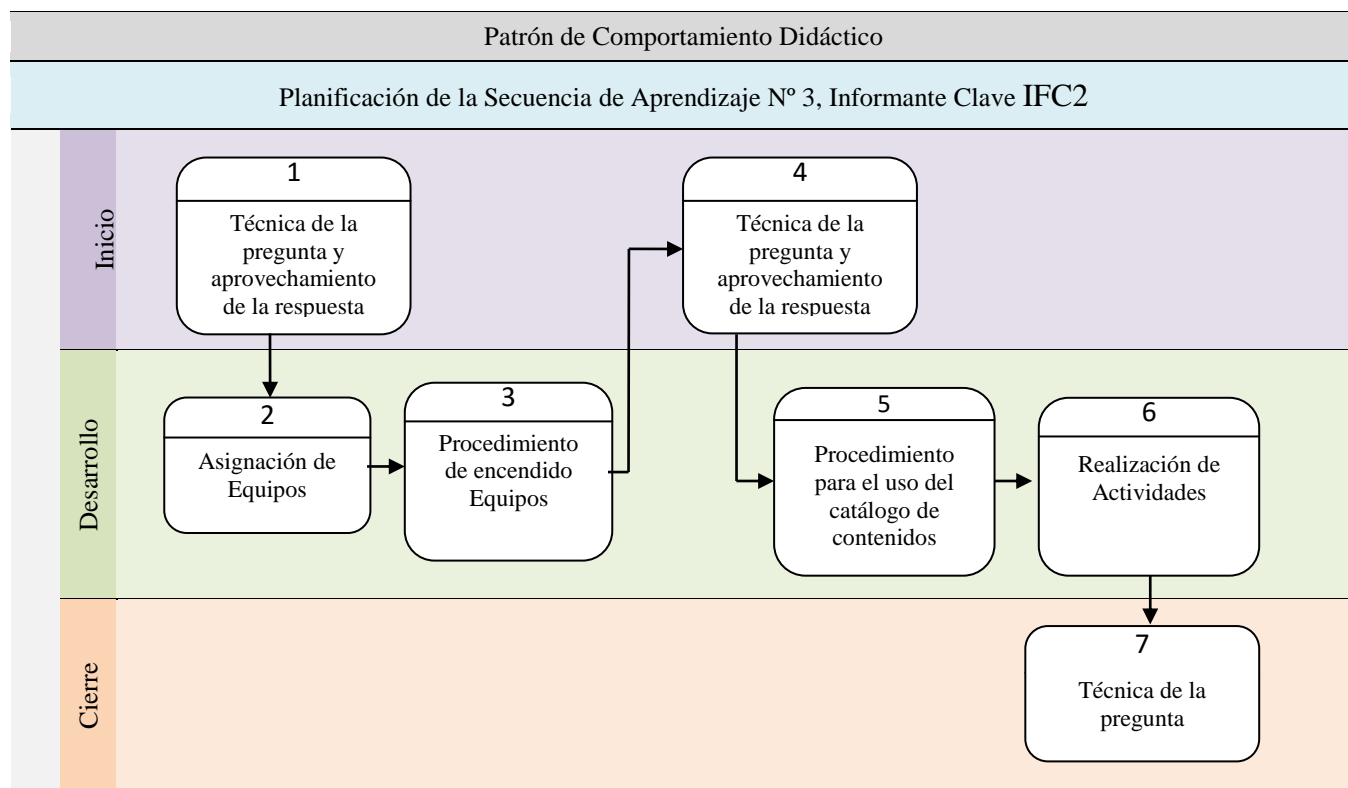 Patrón de Comportamiento Didáctico
Planificación de la Secuencia de Aprendizaje Nº 3, Informante Clave IFC2
Inicio
1
Técnica de la
pregunta y
aprovechamiento
de la respuesta
4
Técnica de la
pregunta y
aprovechamiento
de la respuesta
Desarrollo
2
Asignación de
Equipos
3
Procedimiento
de encendido
Equipos
5
Procedimiento
para el uso del
catálogo de
contenidos
6
Realización de
Actividades
Cierre
7
Técnica de la
pregunta